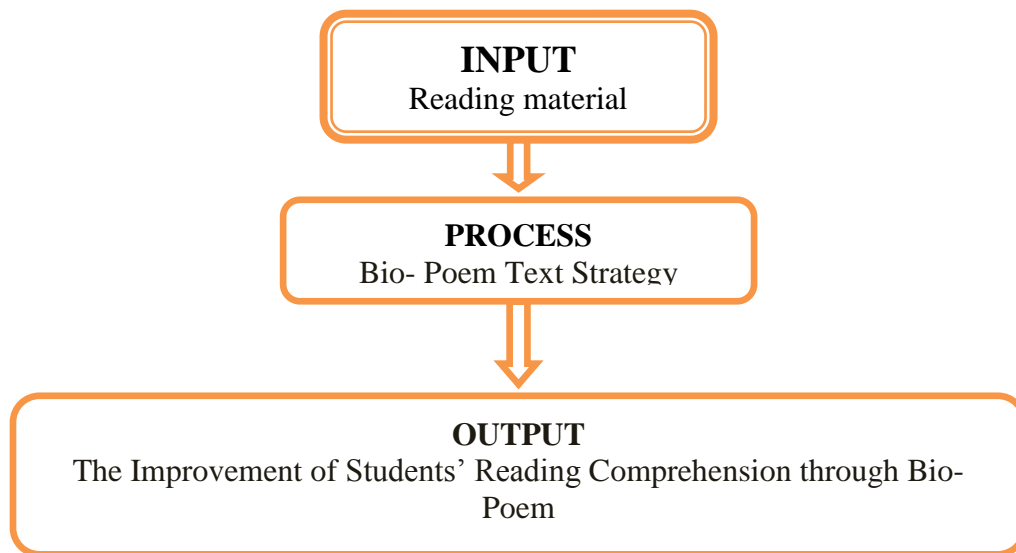 INPUT
Reading material
PROCESS
Bio- Poem Text Strategy
OUTPUT
The Improvement of Students’ Reading Comprehension through Bio-
Poem